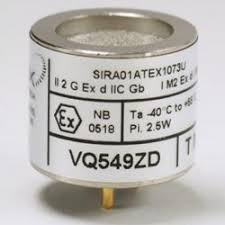 SIRA01ATEX1073U
II 2 G Ex d IIC Gb
I M2 Ex d I
Ex
NB
0518
Ta -40°C to +
Pi. 2.5W
VQ549ZD